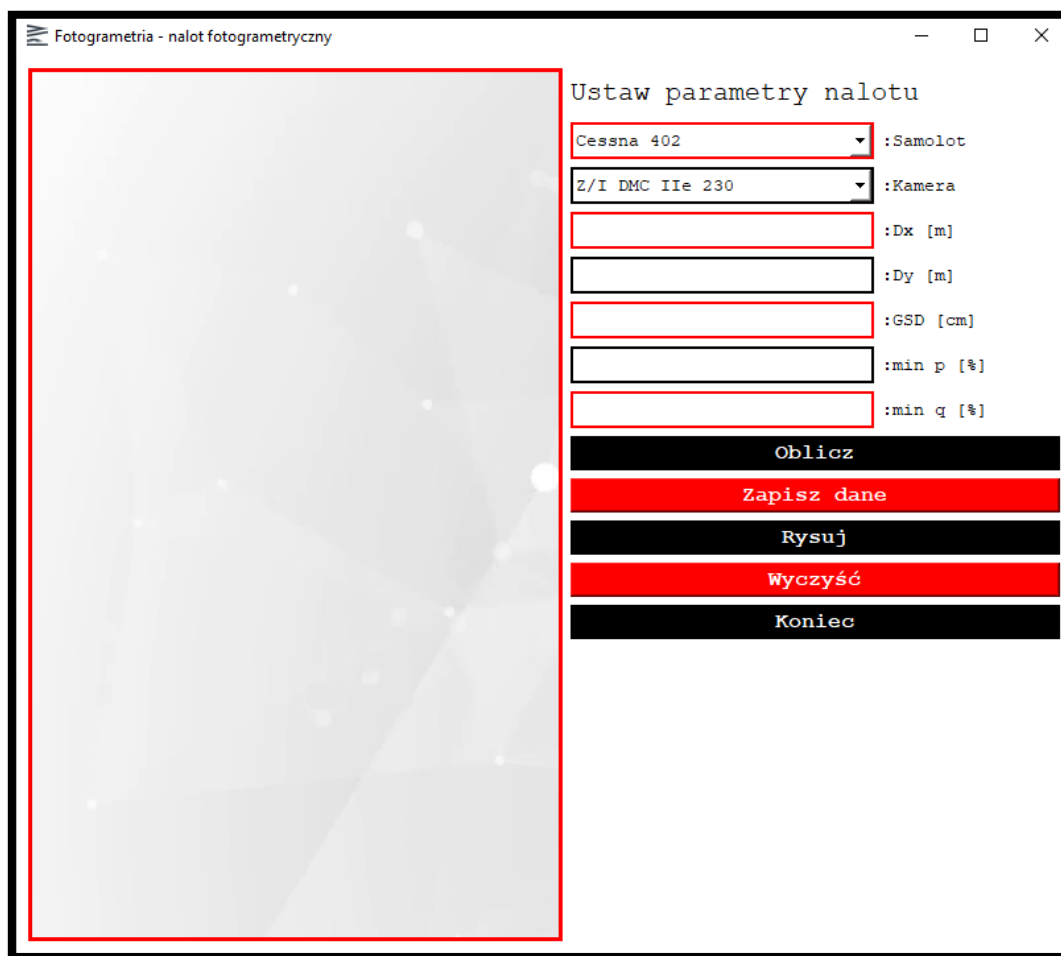 Fotogrametria - nalot fotogrametryczny
Ustaw parametry nalotu
Cessna 402 :Samolot
Z/I DMC IIe 230 :Kamera
:Dx [m]
:Dy [m]
:GSD [cm]
:min p [%]
:min q [%]
Oblicz
Zapisz dane
Rysuj
Wyczyść
Koniec